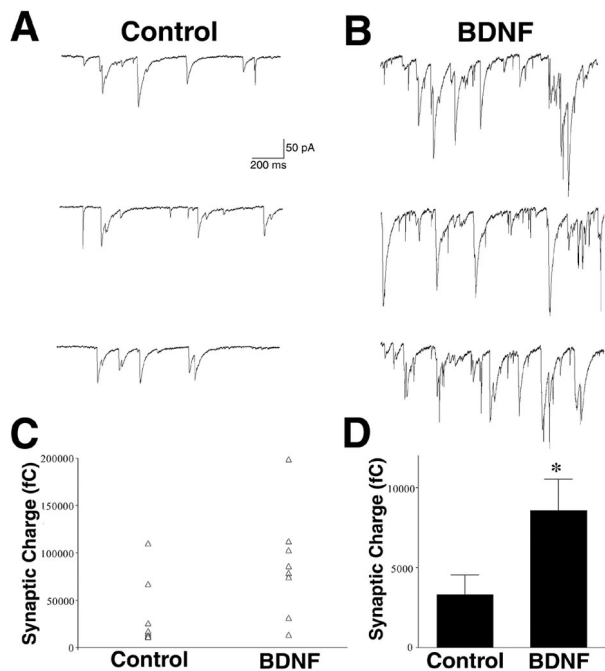 A
Control
B
BDNF
50 pA
200 ms
C
Synaptic Charge (fC)
200000
150000
100000
50000
0
Control
BDNF
D
Synaptic Charge (fC)
10000
5000
0
*
Control
BDNF